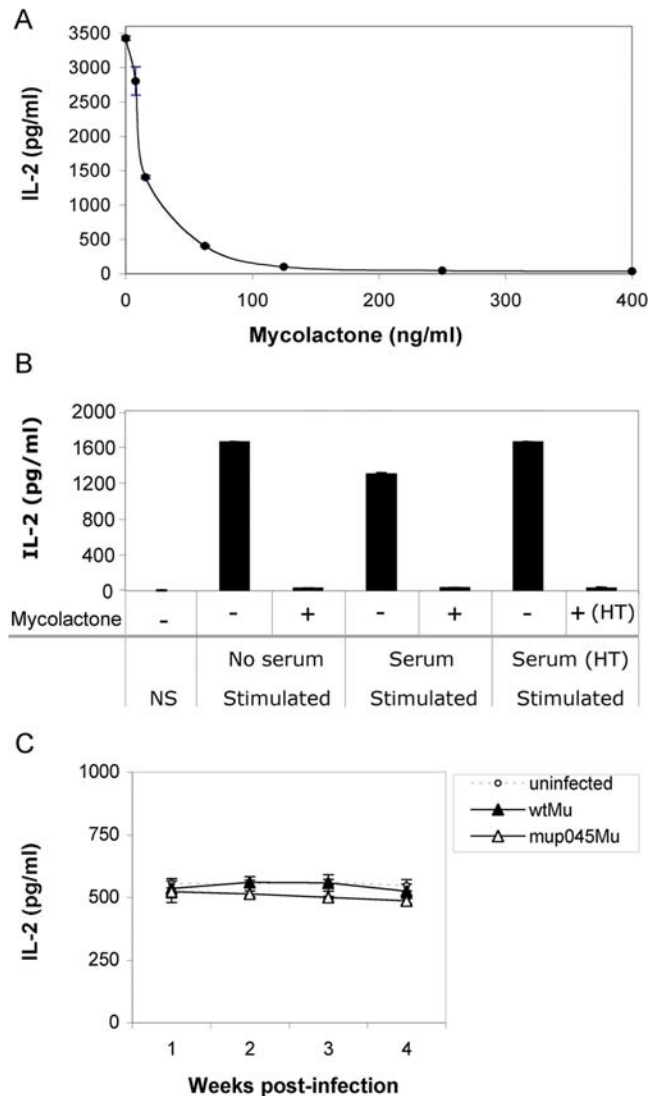 A
IL-2 (pg/ml)
3500
3000
2500
2000
1500
1000
500
0
0 100 200 300 400
Mycolactone (ng/ml)
B
IL-2 (pg/ml)
2000
1600
1200
800
400
0
Mycolactone - - + - + - + (HT)
No serum Serum Serum (HT)
NS Stimulated Stimulated Stimulated
C
IL-2 (pg/ml)
1000
750
500
250
0
1 2 3 4
Weeks post-infection
uninfected
wtMu
mup045Mu